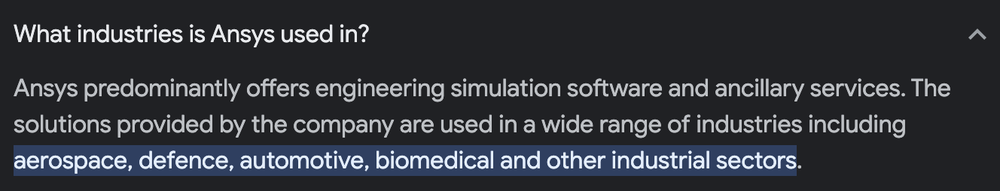 What industries is Ansys used in?
Ansys predominantly offers engineering simulation software and ancillary services. The
solutions provided by the company are used in a wide range of industries including
aerospace, defence, automotive, biomedical and other industrial sectors.